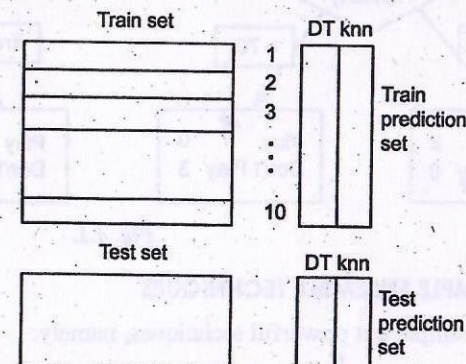 Train set
DT knn
1
2
3
10
Train
prediction
set
Test set
DT knn
Test
prediction
set